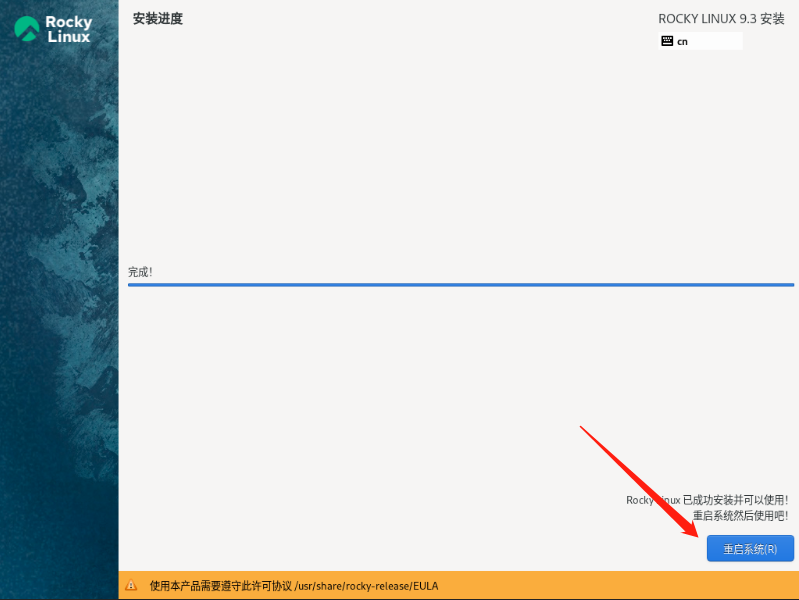 Rocky
Linux
安装进度
ROCKY LINUX 9.3 安装
cn
完成!
Rocky Linux 已成功安装并可以使用!
重启系统然后使用吧!
重启系统(R)
使用本产品需要遵守此许可协议 /usr/share/rocky-release/EULA